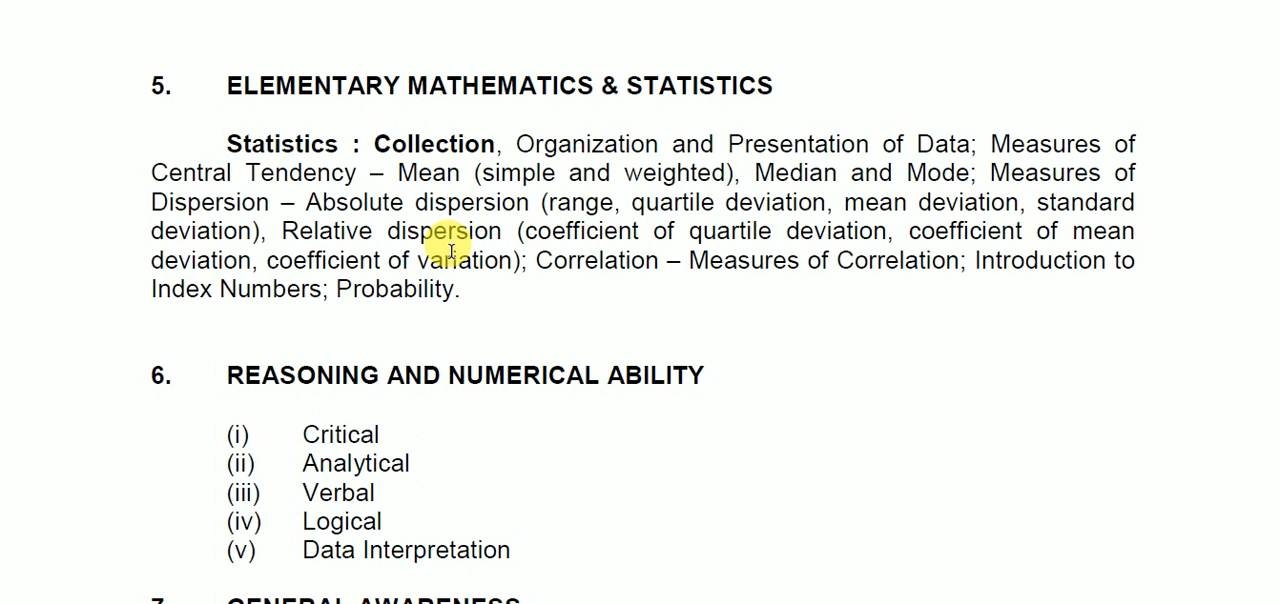 5. ELEMENTARY MATHEMATICS & STATISTICS
Statistics : Collection, Organization and Presentation of Data; Measures of
Central Tendency – Mean (simple and weighted), Median and Mode; Measures of
Dispersion – Absolute dispersion (range, quartile deviation, mean deviation, standard
deviation), Relative dispersion (coefficient of quartile deviation, coefficient of mean
deviation, coefficient of variation); Correlation – Measures of Correlation; Introduction to
Index Numbers; Probability.
6. REASONING AND NUMERICAL ABILITY
(i) Critical
(ii) Analytical
(iii) Verbal
(iv) Logical
(v) Data Interpretation
7. GENERAL AWARENESS